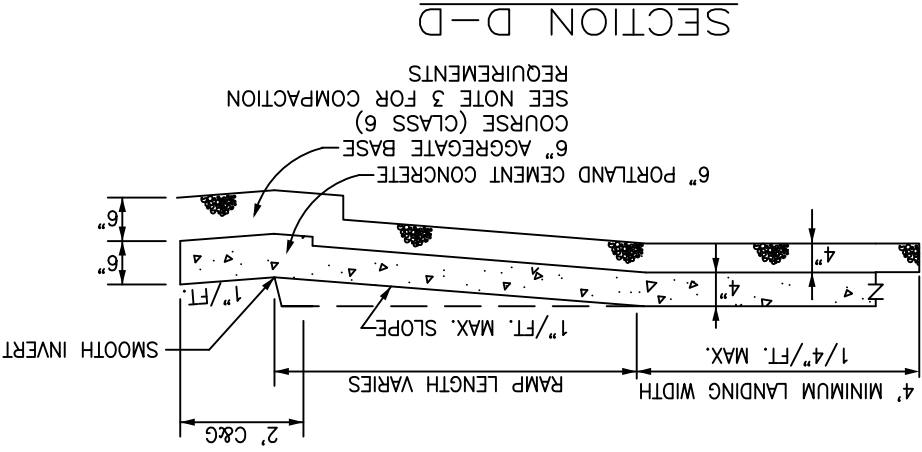 2' C&G
4' MINIMUM LANDING WIDTH
RAMP LENGTH VARIES
1/4"/FT. MAX.
1"/FT. MAX. SLOPE
SMOOTH INVERT
1"/FT.
4"
4"
6"
6"
6" PORTLAND CEMENT CONCRETE
6" AGGREGATE BASE
COURSE (CLASS 6)
SEE NOTE 3 FOR COMPACTION
REQUIREMENTS
SECTION D-D